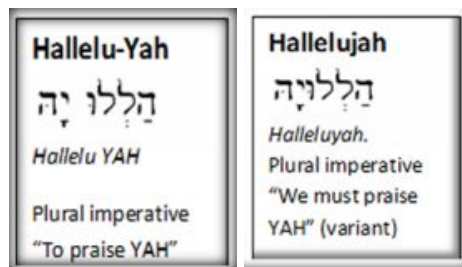 Hallelu-Yah
הַלְלוּ יָהּ
Hallelu YAH
Plural imperative
“To praise YAH”
Hallelujah
הַלְלוּיָהּ
Halleluyah.
Plural imperative
“We must praise
YAH” (variant)